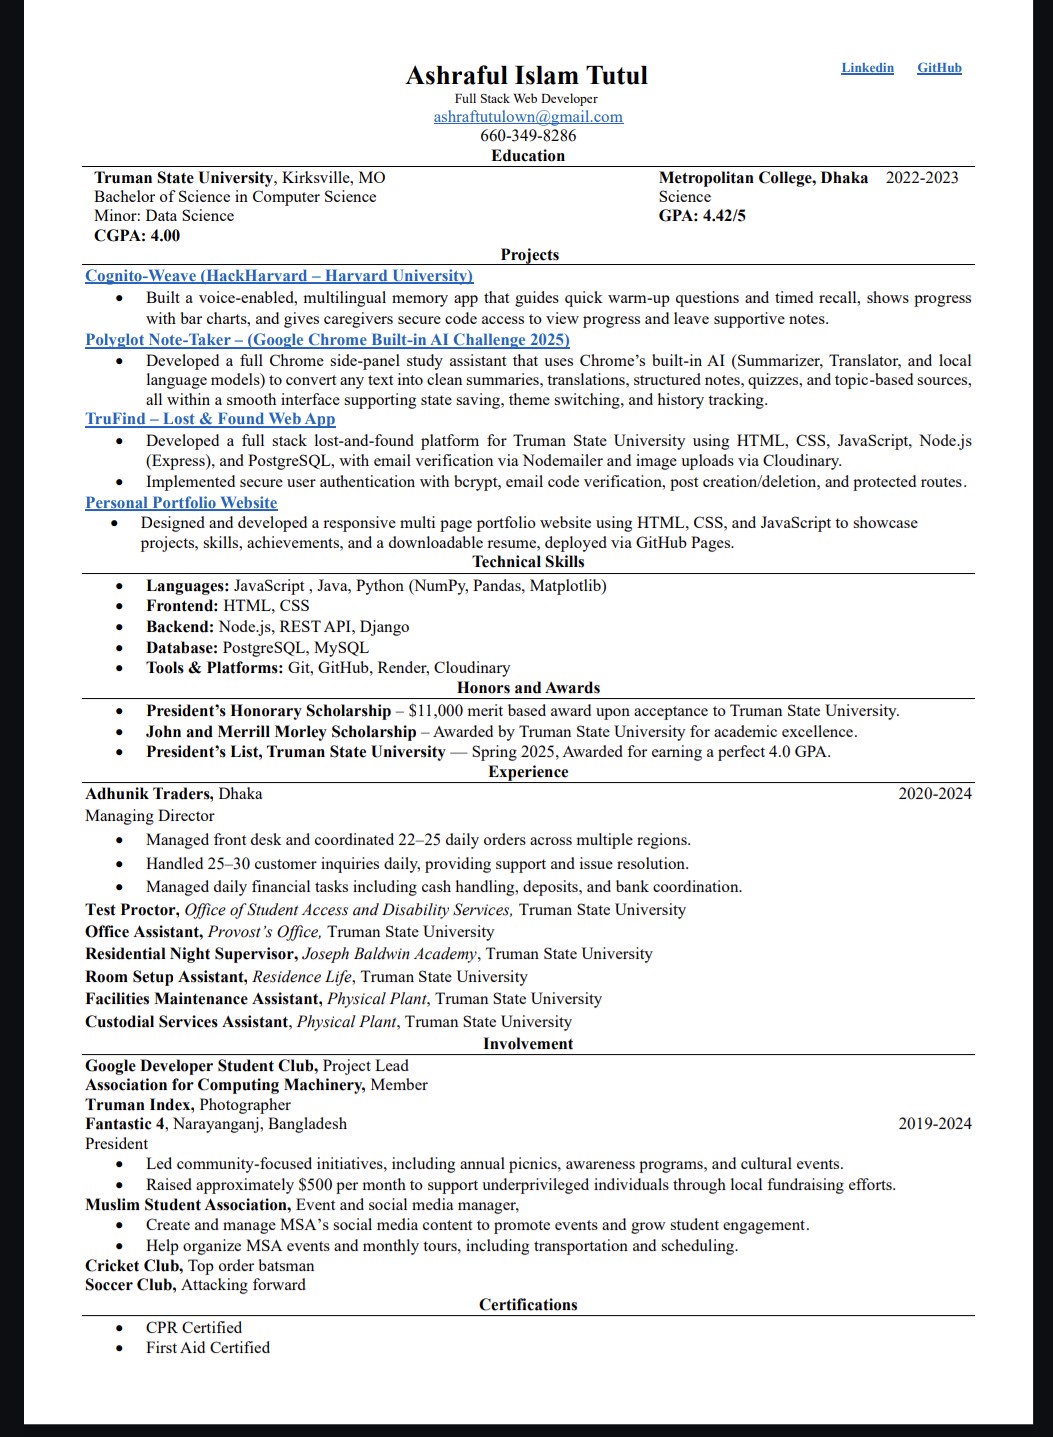 Ashraful Islam Tutul
Linkedin GitHub
Full Stack Web Developer
ashraftutulown@gmail.com
660-349-8286
Education
Truman State University, Kirksville, MO
Bachelor of Science in Computer Science
Minor: Data Science
CGPA: 4.00
Metropolitan College, Dhaka 2022-2023
Science
GPA: 4.42/5
Projects
Cognito-Weave (HackHarvard – Harvard University)
• Built a voice-enabled, multilingual memory app that guides quick warm-up questions and timed recall, shows progress
with bar charts, and gives caregivers secure code access to view progress and leave supportive notes.
Polyglot Note-Taker – (Google Chrome Built-in AI Challenge 2025)
• Developed a full Chrome side-panel study assistant that uses Chrome’s built-in AI (Summarizer, Translator, and local
language models) to convert any text into clean summaries, translations, structured notes, quizzes, and topic-based sources,
all within a smooth interface supporting state saving, theme switching, and history tracking.
TruFind – Lost & Found Web App
• Developed a full stack lost-and-found platform for Truman State University using HTML, CSS, JavaScript, Node.js
(Express), and PostgreSQL, with email verification via Nodemailer and image uploads via Cloudinary.
• Implemented secure user authentication with bcrypt, email code verification, post creation/deletion, and protected routes.
Personal Portfolio Website
• Designed and developed a responsive multi page portfolio website using HTML, CSS, and JavaScript to showcase
projects, skills, achievements, and a downloadable resume, deployed via GitHub Pages.
Technical Skills
• Languages: JavaScript , Java, Python (NumPy, Pandas, Matplotlib)
• Frontend: HTML, CSS
• Backend: Node.js, REST API, Django
• Database: PostgreSQL, MySQL
• Tools & Platforms: Git, GitHub, Render, Cloudinary
Honors and Awards
• President’s Honorary Scholarship – $11,000 merit based award upon acceptance to Truman State University.
• John and Merrill Morley Scholarship – Awarded by Truman State University for academic excellence.
• President’s List, Truman State University — Spring 2025, Awarded for earning a perfect 4.0 GPA.
Experience
Adhunik Traders, Dhaka 2020-2024
Managing Director
• Managed front desk and coordinated 22–25 daily orders across multiple regions.
• Handled 25–30 customer inquiries daily, providing support and issue resolution.
• Managed daily financial tasks including cash handling, deposits, and bank coordination.
Test Proctor, Office of Student Access and Disability Services, Truman State University
Office Assistant, Provost’s Office, Truman State University
Residential Night Supervisor, Joseph Baldwin Academy, Truman State University
Room Setup Assistant, Residence Life, Truman State University
Facilities Maintenance Assistant, Physical Plant, Truman State University
Custodial Services Assistant, Physical Plant, Truman State University
Involvement
Google Developer Student Club, Project Lead
Association for Computing Machinery, Member
Truman Index, Photographer
Fantastic 4, Narayanganj, Bangladesh 2019-2024
President
• Led community-focused initiatives, including annual picnics, awareness programs, and cultural events.
• Raised approximately $500 per month to support underprivileged individuals through local fundraising efforts.
Muslim Student Association, Event and social media manager,
• Create and manage MSA’s social media content to promote events and grow student engagement.
• Help organize MSA events and monthly tours, including transportation and scheduling.
Cricket Club, Top order batsman
Soccer Club, Attacking forward
Certifications
• CPR Certified
• First Aid Certified